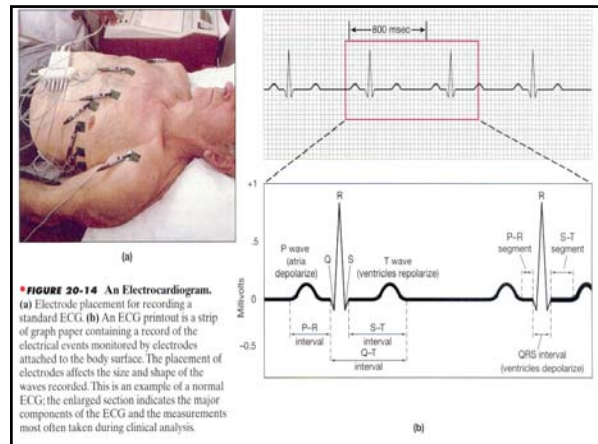 800 msec
R
+1
R
P wave
(atria
depolarize)
Q
S
T wave
(ventricles repolarize)
P–R
segment
S–T
segment
.5
0
−0.5
Millivolts
P–R
interval
S–T
interval
Q–T
interval
QRS interval
(ventricles depolarize)
(a)
(b)
•FIGURE 20-14 An Electrocardiogram.
(a) Electrode placement for recording a
standard ECG. (b) An ECG printout is a strip
of graph paper containing a record of the
electrical events monitored by electrodes
attached to the body surface. The placement of
electrodes affects the size and shape of the
waves recorded. This is an example of a normal
ECG; the enlarged section indicates the major
components of the ECG and the measurements
most often taken during clinical analysis.